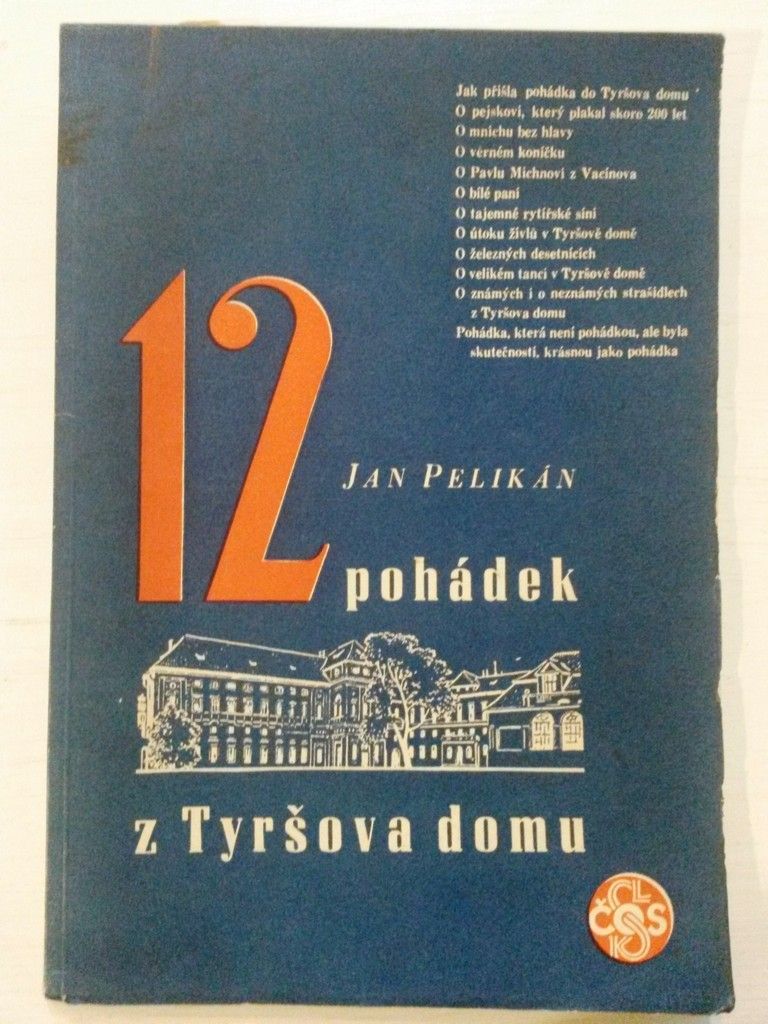 Jak přišla pohádka do Tyršova domu
O pejskovi, který plakal skoro 200 let
O mnichu bez hlavy
O věrném koníčku
O Pavlu Michnovi z Vacínova
O bílé paní
O tajemné rytířské síni
O útoku živlů v Tyršově domě
O železných desetnících
O velikém tanci v Tyršově domě
O známých i o neznámých strašidlech
z Tyršova domu
Pohádka, která není pohádkou, ale byla
skutečností, krásnou jako pohádka
12
JAN PELIKÁN
pohádek
z Tyršova domu
ČOS